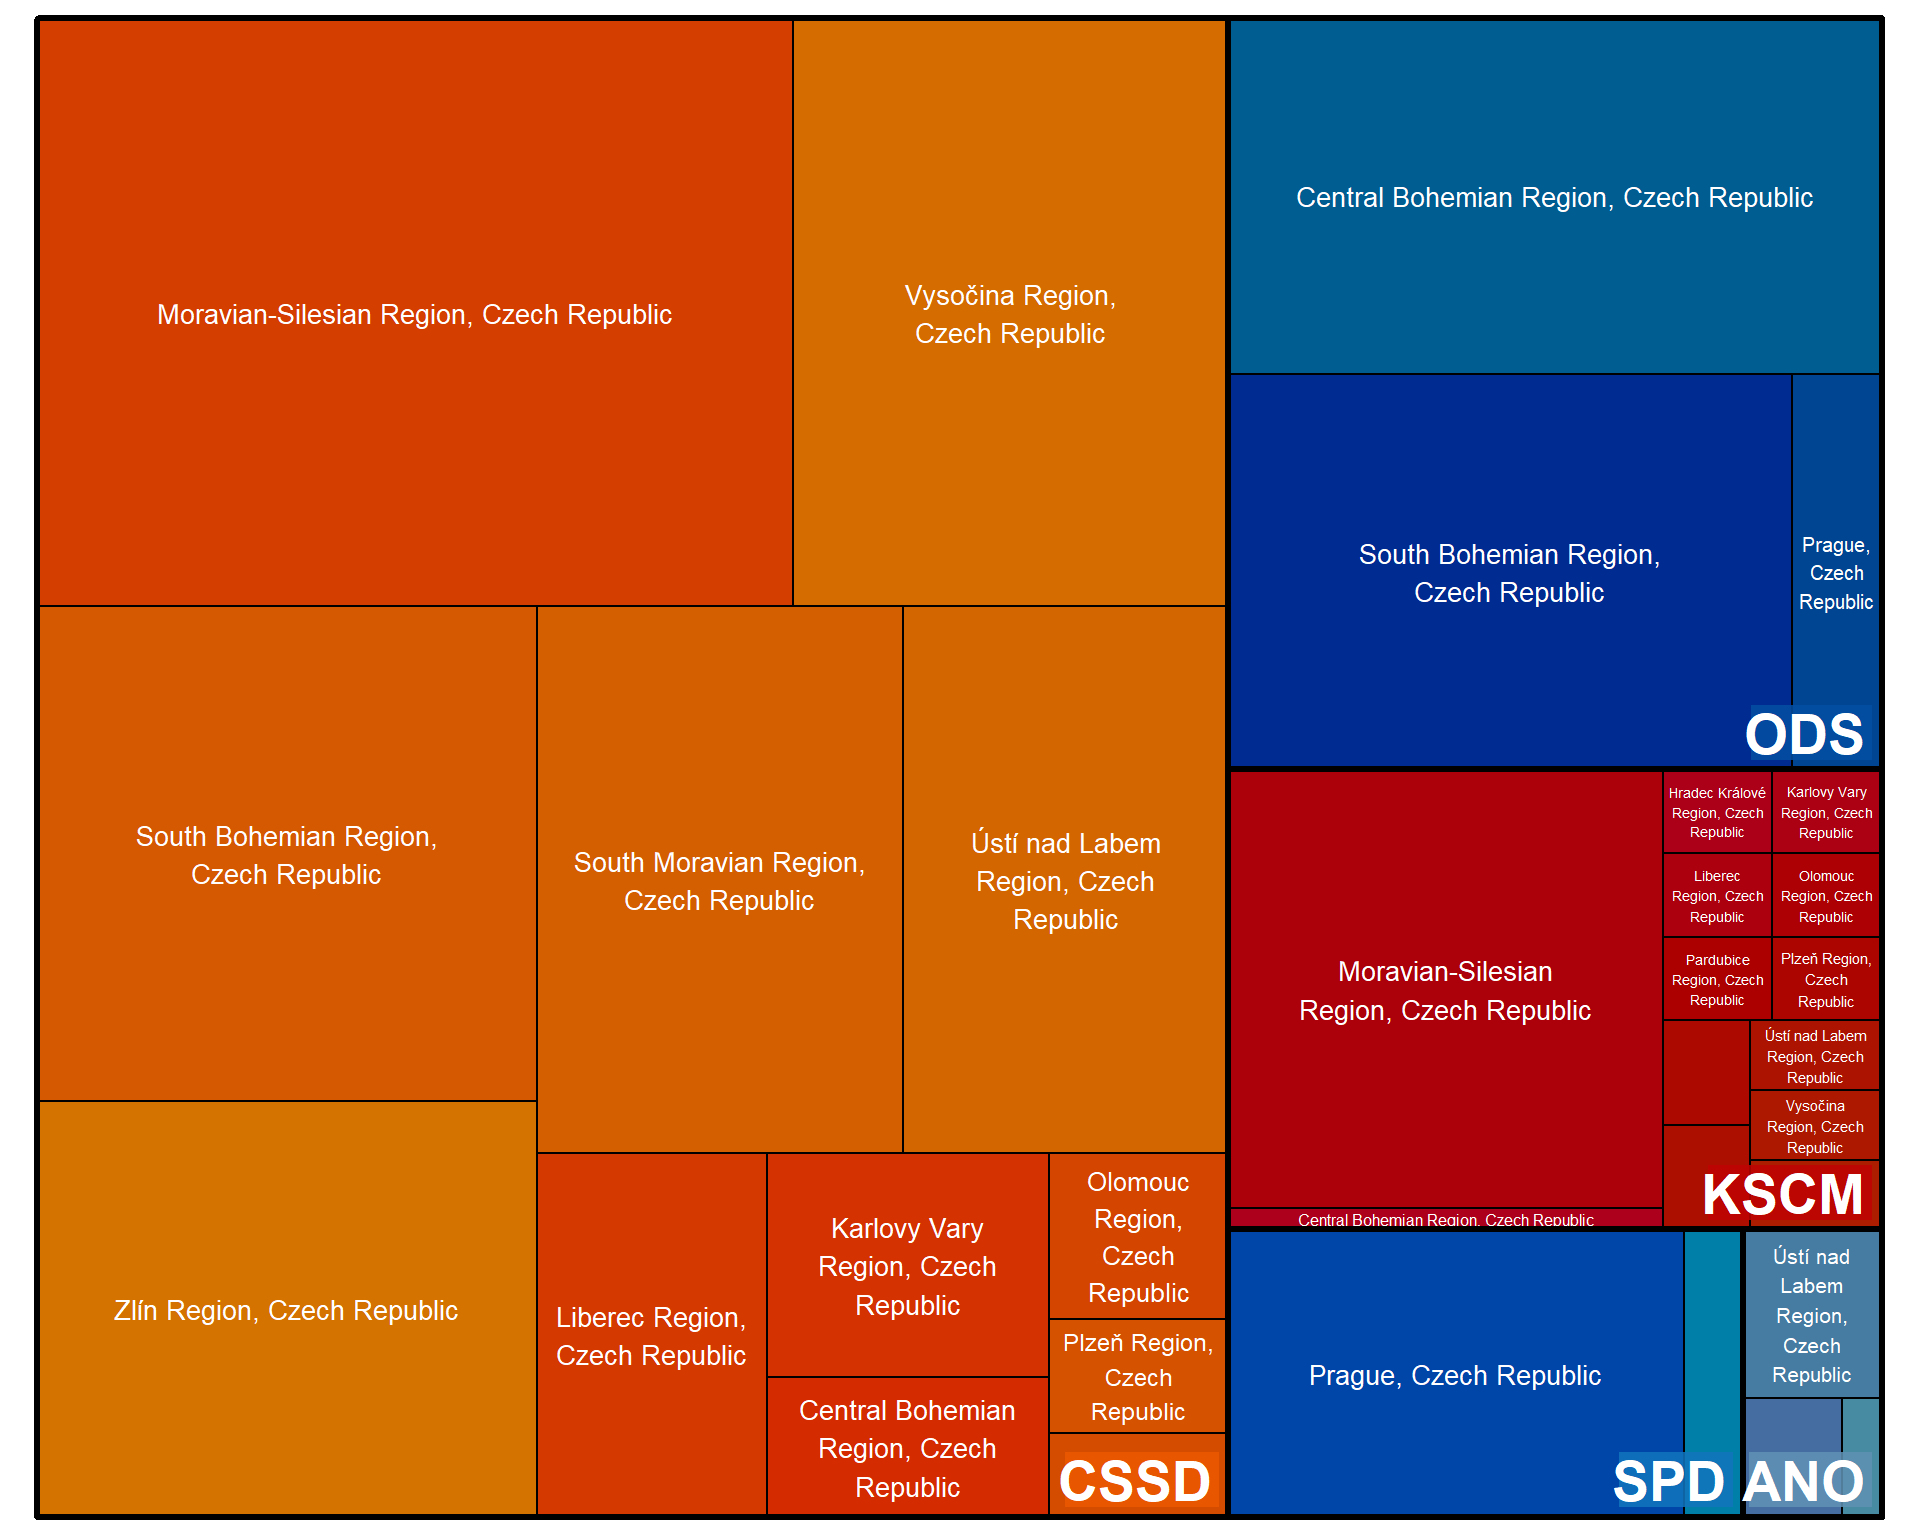 Moravian-Silesian Region, Czech Republic
Vysočina Region,
Czech Republic
South Bohemian Region,
Czech Republic
South Moravian Region,
Czech Republic
Ústí nad Labem
Region, Czech
Republic
Zlín Region, Czech Republic
Liberec Region,
Czech Republic
Karlovy Vary
Region, Czech
Republic
Central Bohemian
Region, Czech
Republic
Olomouc
Region,
Czech
Republic
Plzeň Region,
Czech
Republic
CSSD
Central Bohemian Region, Czech Republic
South Bohemian Region,
Czech Republic
Prague,
Czech
Republic
ODS
Moravian-Silesian
Region, Czech Republic
Central Bohemian Region, Czech Republic
Hradec Králové
Region, Czech
Republic
Karlovy Vary
Region, Czech
Republic
Liberec
Region, Czech
Republic
Olomouc
Region, Czech
Republic
Pardubice
Region, Czech
Republic
Plzeň Region,
Czech
Republic
Ústí nad Labem
Region, Czech
Republic
Vysočina
Region, Czech
Republic
KSCM
Prague, Czech Republic
SPD
Ústí nad
Labem
Region,
Czech
Republic
ANO